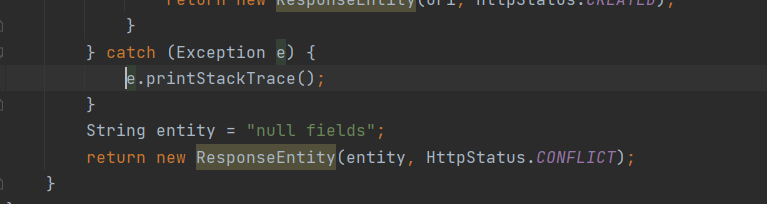 return new ResponseEntity(uri, HttpStatus.CREATED);
}
} catch (Exception e) {
e.printStackTrace();
}
String entity = "null fields";
return new ResponseEntity(entity, HttpStatus.CONFLICT);
}